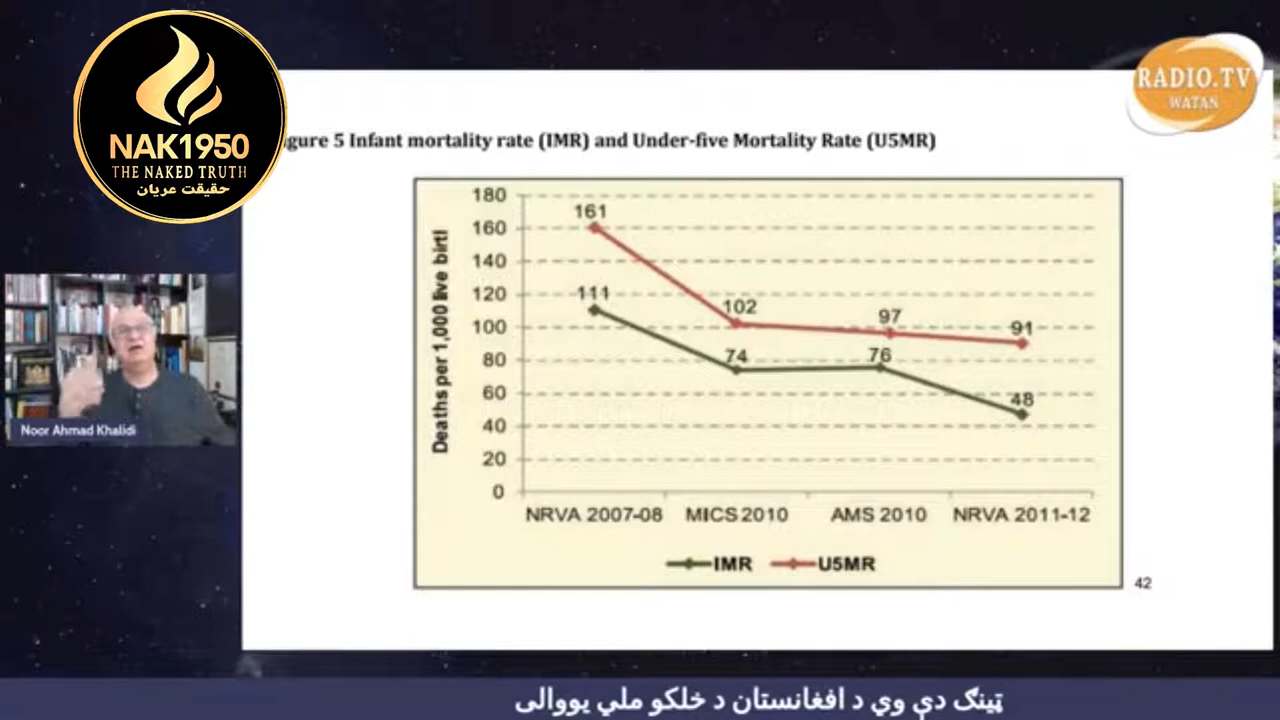 NAK1950
THE NAKED TRUTH
حقیقت عریان
RADIO.TV
WATAN
igure 5 Infant mortality rate (IMR) and Under-five Mortality Rate (U5MR)
Deaths per 1,000 live birtl
180
160
140
120
100
80
60
40
20
0
161
102
97
91
111
74
76
48
NRVA 2007-08 MICS 2010 AMS 2010 NRVA 2011-12
IMR U5MR
42
Noor Ahmad Khalidi
ټینګ دې وي د افغانستان د خلکو ملي یووالی